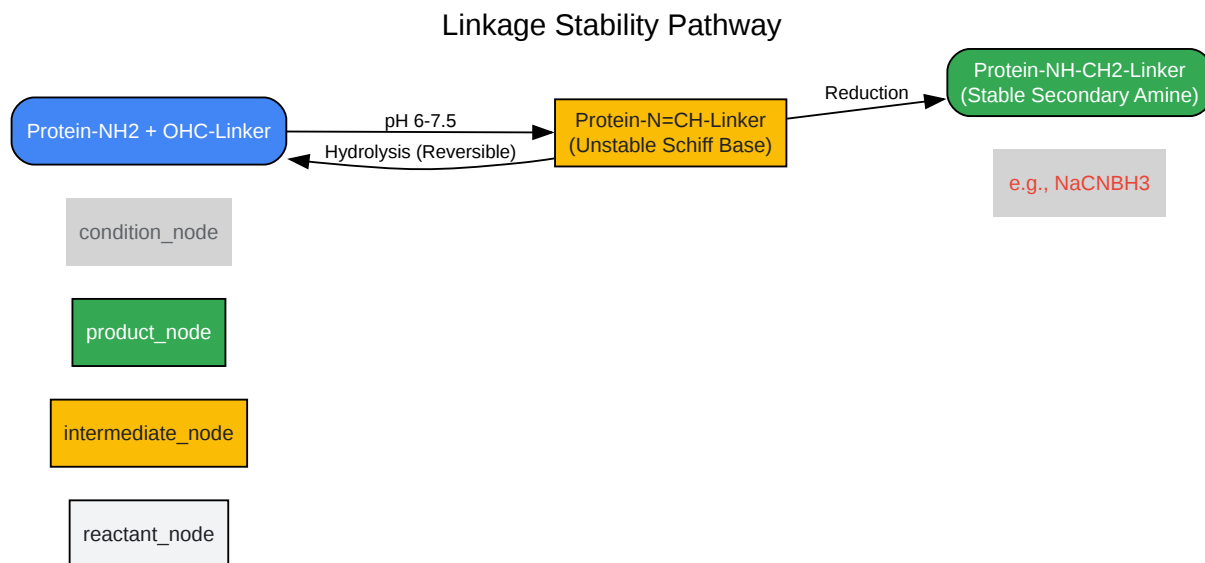 Linkage Stability Pathway
Protein-NH2 + OHC-Linker
pH 6-7.5
Hydrolysis (Reversible)
Protein-N=CH-Linker
(Unstable Schiff Base)
Reduction
Protein-NH-CH2-Linker
(Stable Secondary Amine)
e.g., NaCNBH3
condition_node
product_node
intermediate_node
reactant_node